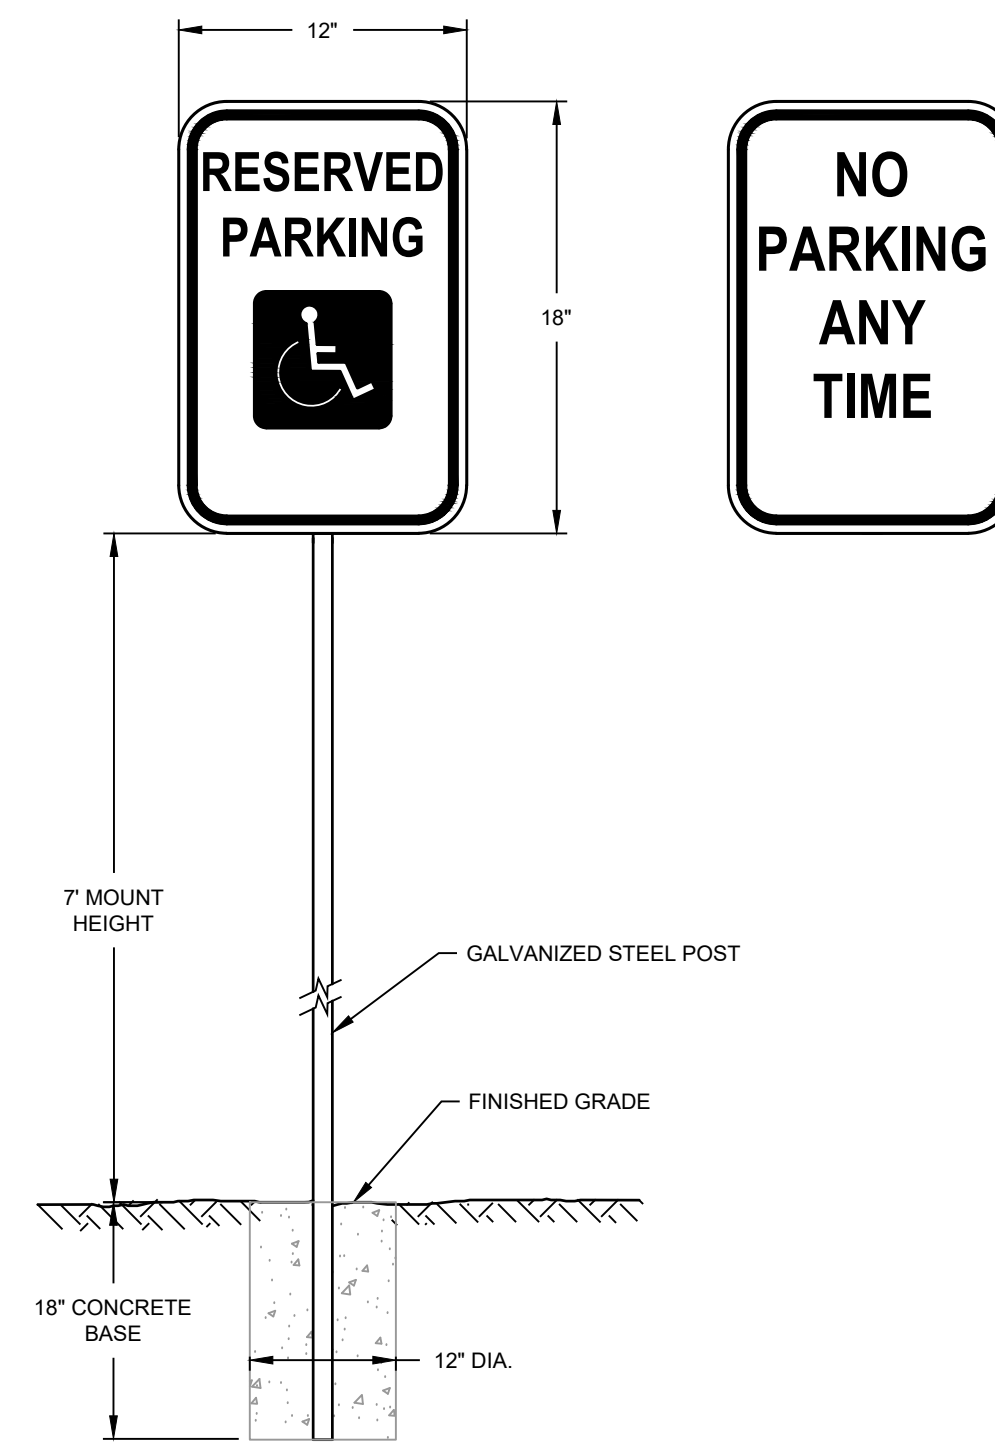 12"
RESERVED
PARKING
18"
NO
PARKING
ANY
TIME
7' MOUNT
HEIGHT
GALVANIZED STEEL POST
FINISHED GRADE
18" CONCRETE
BASE
12" DIA.